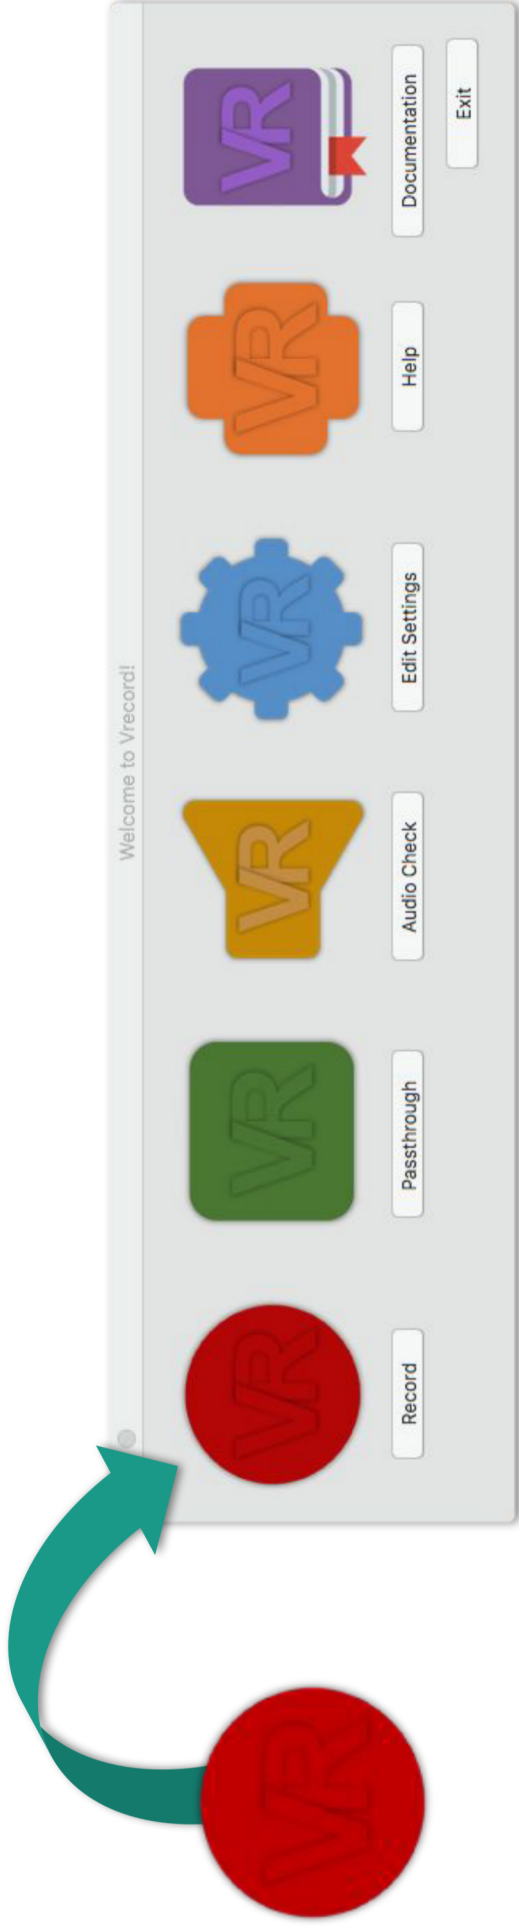 Welcome to Vrecord!
VR VR VR VR VR VR VR
Record Passthrough Audio Check Edit Settings Help Documentation
Exit